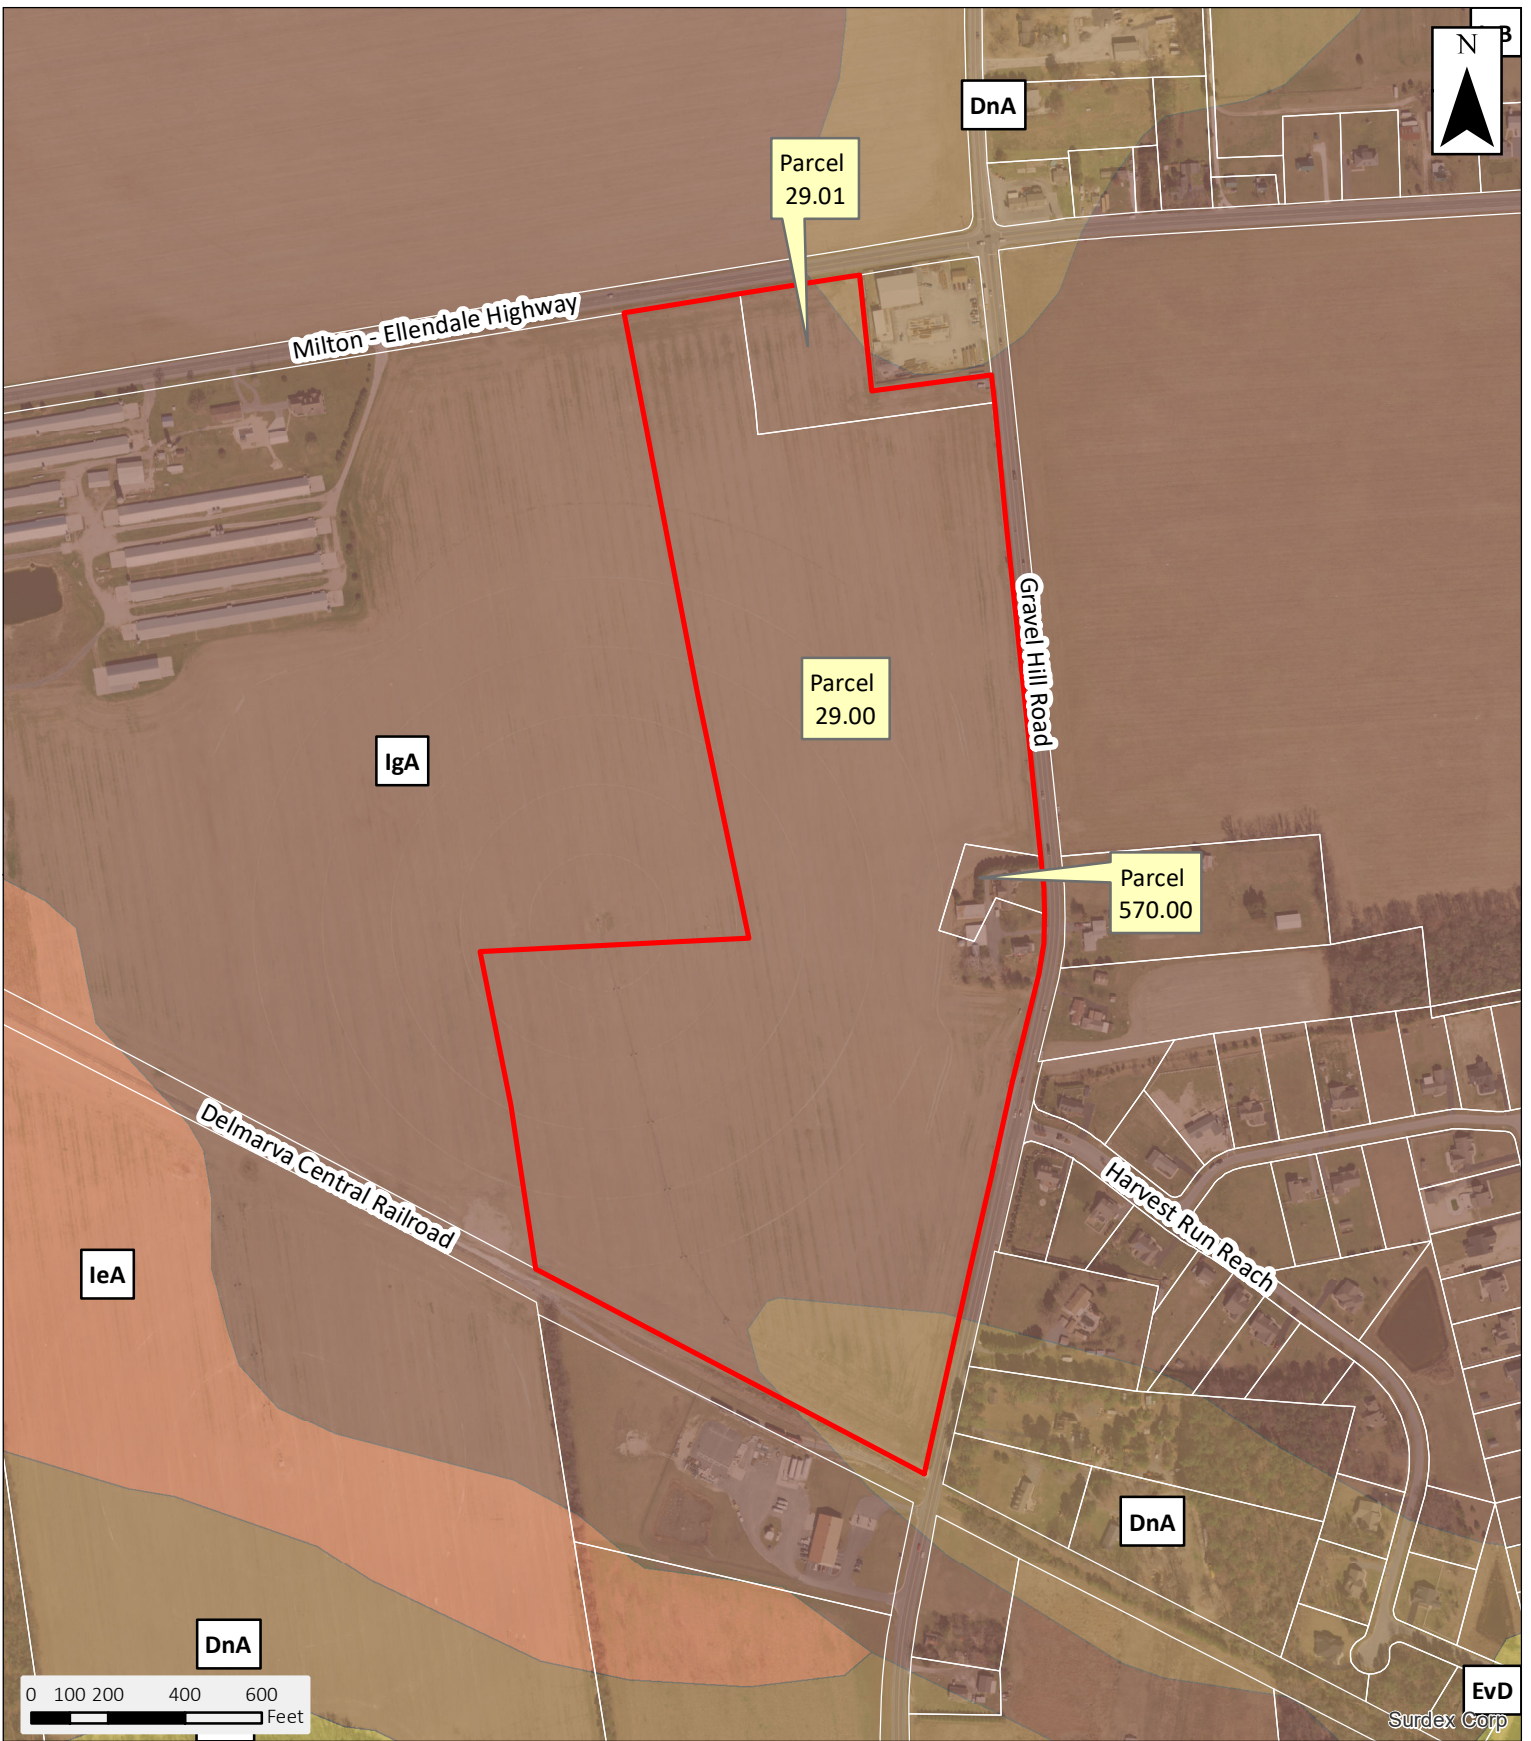 N
B
DnA
Parcel
29.01
Milton - Ellendale Highway
Gravel Hill Road
Parcel
29.00
IgA
Parcel
570.00
Delmarva Central Railroad
Harvest Run Reach
IeA
DnA
DnA
EvD
0 100 200 400 600
Feet
Surdex Corp